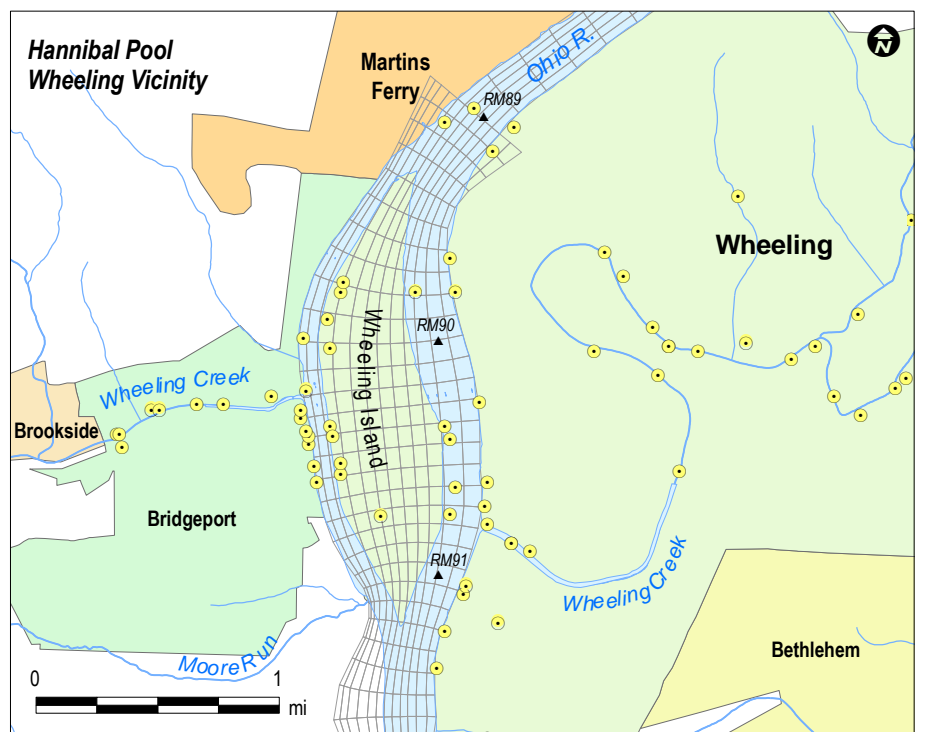 Hannibal Pool
Wheeling Vicinity
N
Ohio R.
Martins
Ferry
RM89
Wheeling
RM90
Wheeling Island
Wheeling Creek
Brookside
Bridgeport
RM91
Wheeling Creek
Bethlehem
Moore Run
0 1
mi